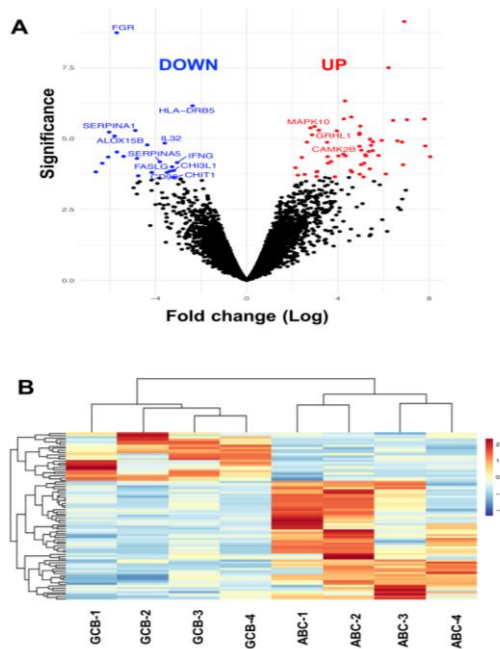 A
FGR
DOWN
UP
7.5
HLA-DRB5
SERPINA1
MAPK10
ALOX15B
IL32
GRHL1
5.0
SERPINA5
IFNG
CAMK2B
FASLG
CHI3L1
CHIT1
2.5
0.0
Significance
−4
0
4
8
Fold change (Log)
B
2
1
0
GCB-1
GCB-2
GCB-3
GCB-4
ABC-1
ABC-2
ABC-3
ABC-4